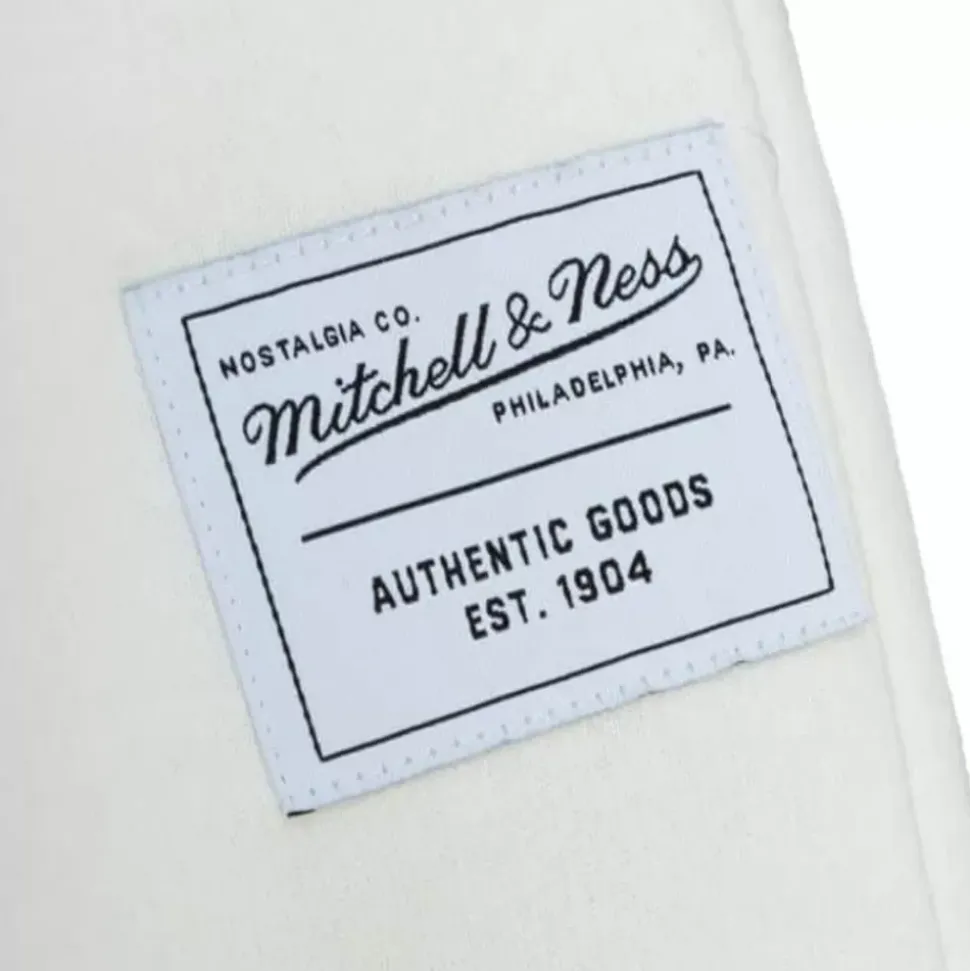 NOSTALGIA CO.
Mitchell & Ness
PHILADELPHIA, PA.
AUTHENTIC GOODS
EST. 1904